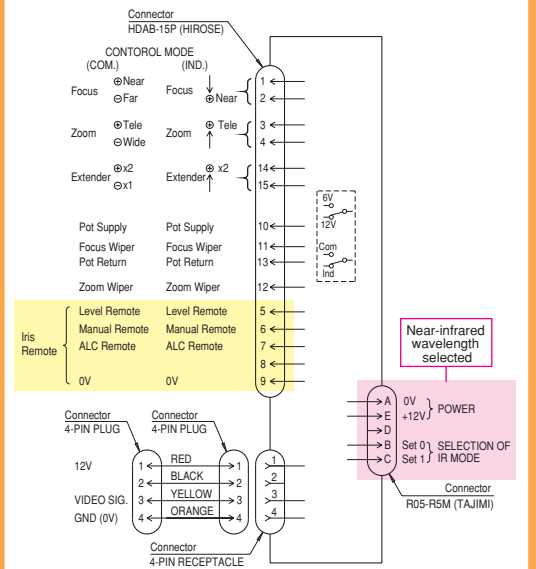 Connector
HDAB-15P (HIROSE)
CONTOROL MODE
(COM.) (IND.)
Focus ⊕Near ⊖Far Focus ⊕Near 1 2
Zoom ⊕Tele ⊖Wide Zoom ⊕ Tele 3 4
Extender ⊕x2 ⊖x1 Extender ⊕ x2 14 15
6V
12V
Com
Ind
Pot Supply Pot Supply 10
Focus Wiper Focus Wiper 11
Pot Return Pot Return 13
Zoom Wiper Zoom Wiper 12
Iris
Remote
Level Remote Level Remote 5
Manual Remote Manual Remote 6
ALC Remote ALC Remote 7
8
0V 0V 9
Near-infrared
wavelength
selected
A 0V
E +12V
POWER
D
B Set 0
C Set 1
SELECTION OF
IR MODE
Connector
R05-R5M (TAJIMI)
Connector
4-PIN PLUG
Connector
4-PIN PLUG
12V 1 RED 1 1
2 BLACK 2 2
VIDEO SIG. 3 YELLOW 3 3
GND (0V) 4 ORANGE 4 4
Connector
4-PIN RECEPTACLE